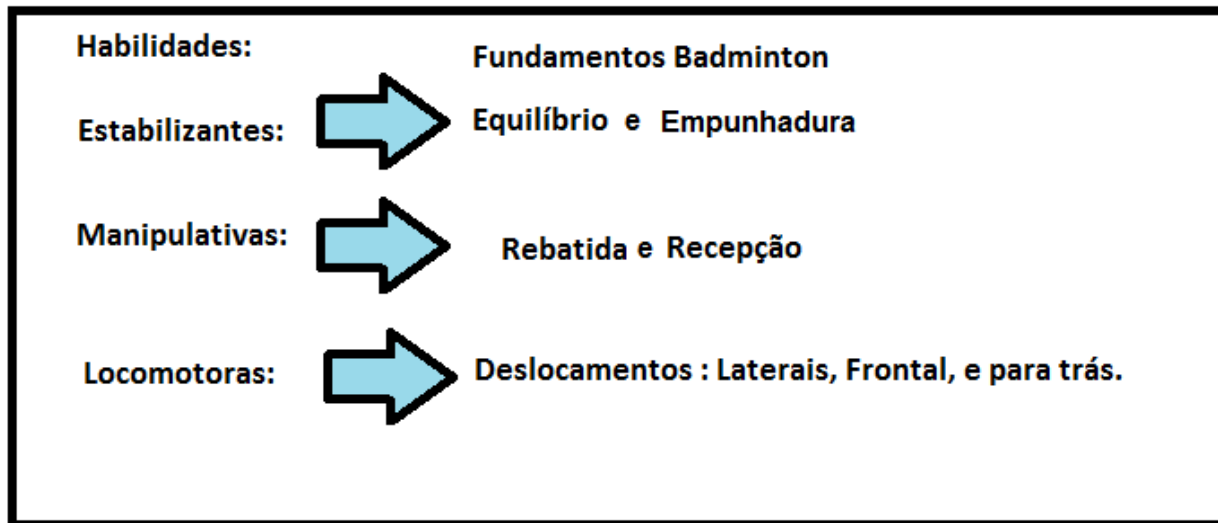 Habilidades:
Fundamentos Badminton
Estabilizantes:
Equilíbrio e Empunhadura
Manipulativas:
Rebatida e Recepção
Locomotoras:
Deslocamentos : Laterais, Frontal, e para trás.